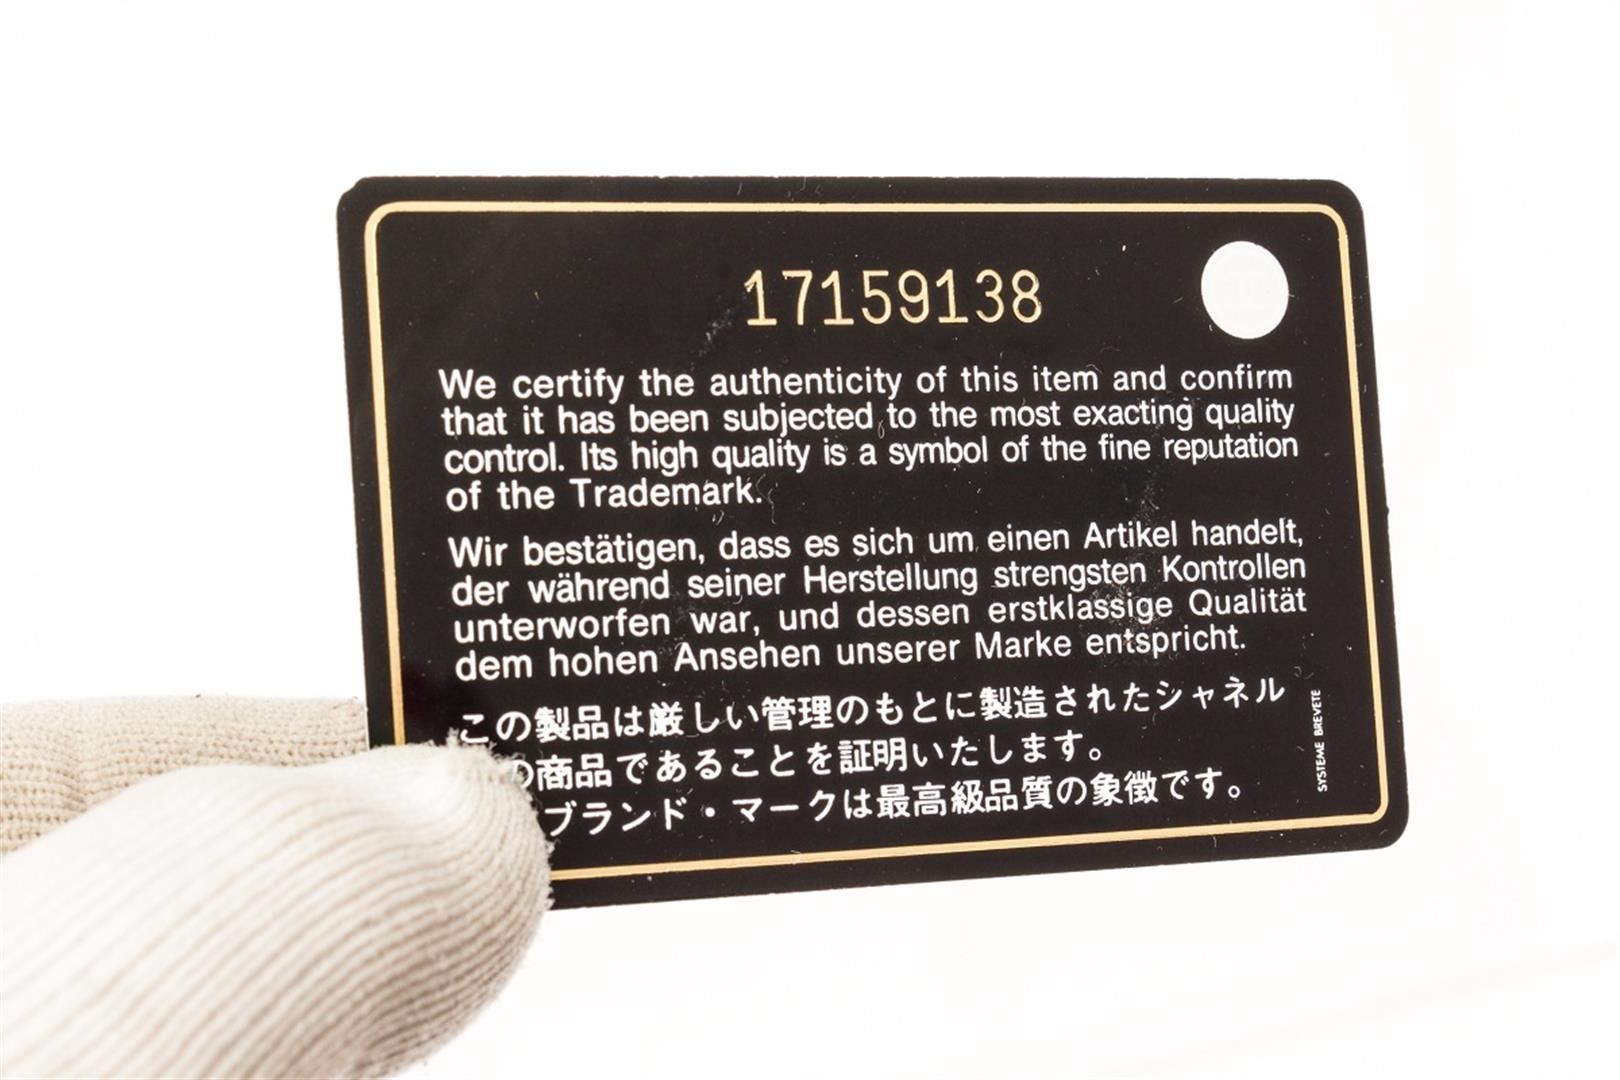 17159138
We certify the authenticity of this item and confirm
that it has been subjected to the most exacting quality
control. Its high quality is a symbol of the fine reputation
of the Trademark.
Wir bestätigen, dass es sich um einen Artikel handelt,
der während seiner Herstellung strengsten Kontrollen
unterworfen war, und dessen erstklassige Qualität
dem hohen Ansehen unserer Marke entspricht.
この製品は厳しい管理のもとに製造されたシャネル
の商品であることを証明いたします。
ブランド・マークは最高級品質の象徴です。
SYSTEME BREVETE